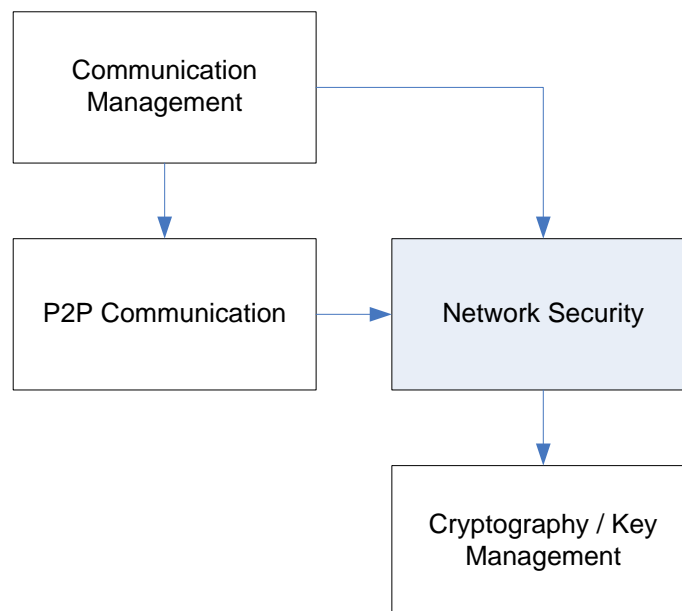 Communication
Management
P2P Communication
Network Security
Cryptography / Key
Management